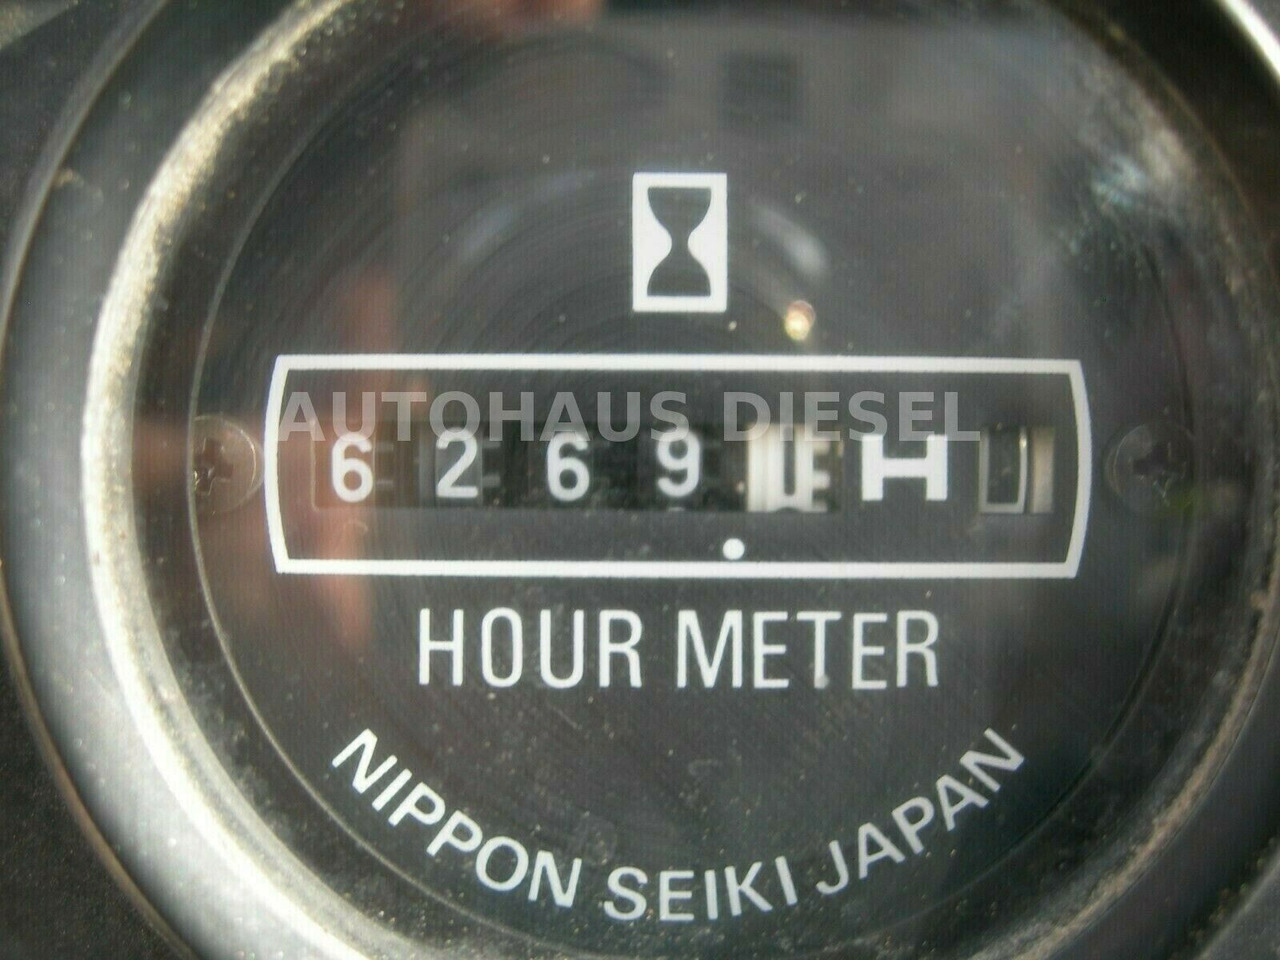 AUTOHAUS DIESEL
6269 H
HOUR METER
NIPPON SEIKI JAPAN